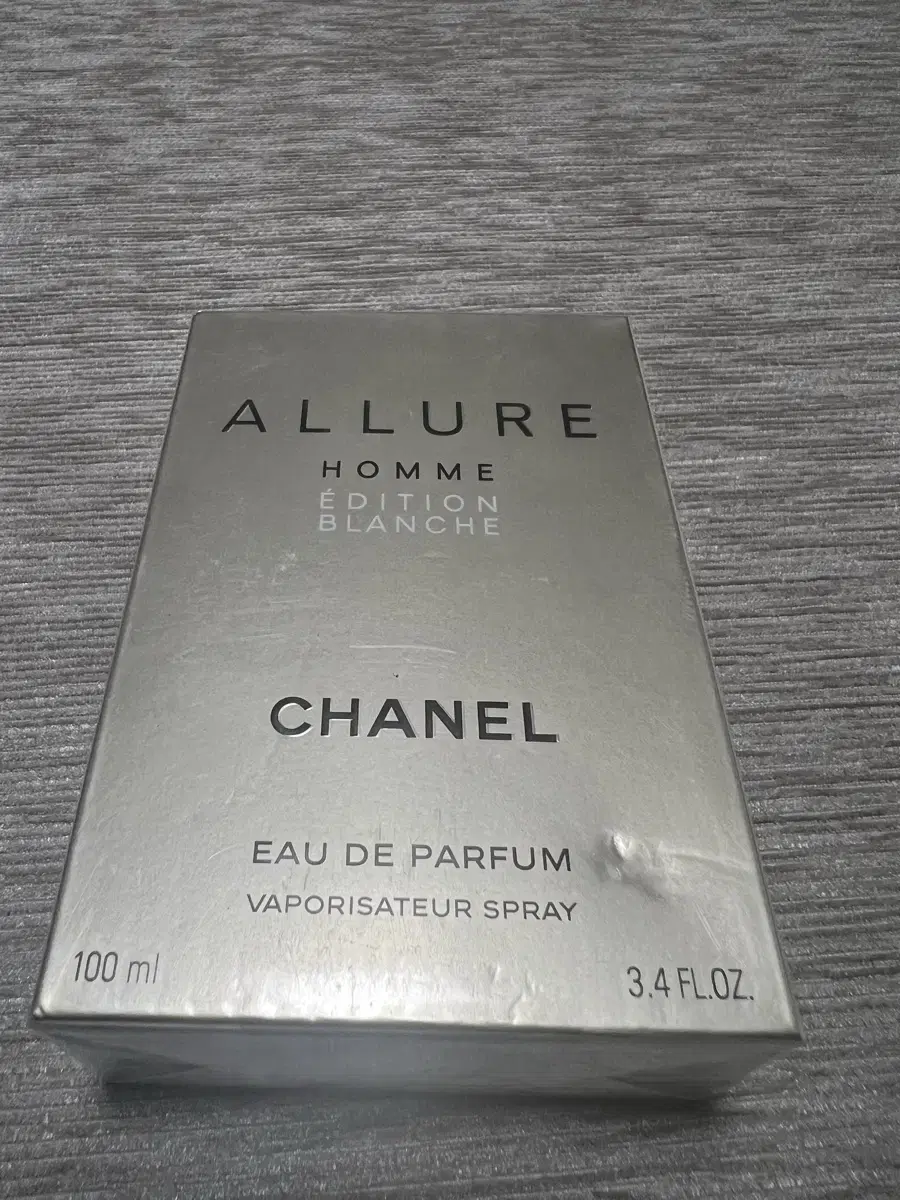 ALLURE
HOMME
ÉDITION
BLANCHE
CHANEL
EAU DE PARFUM
VAPORISATEUR SPRAY
100 ml
3.4 FL.OZ.